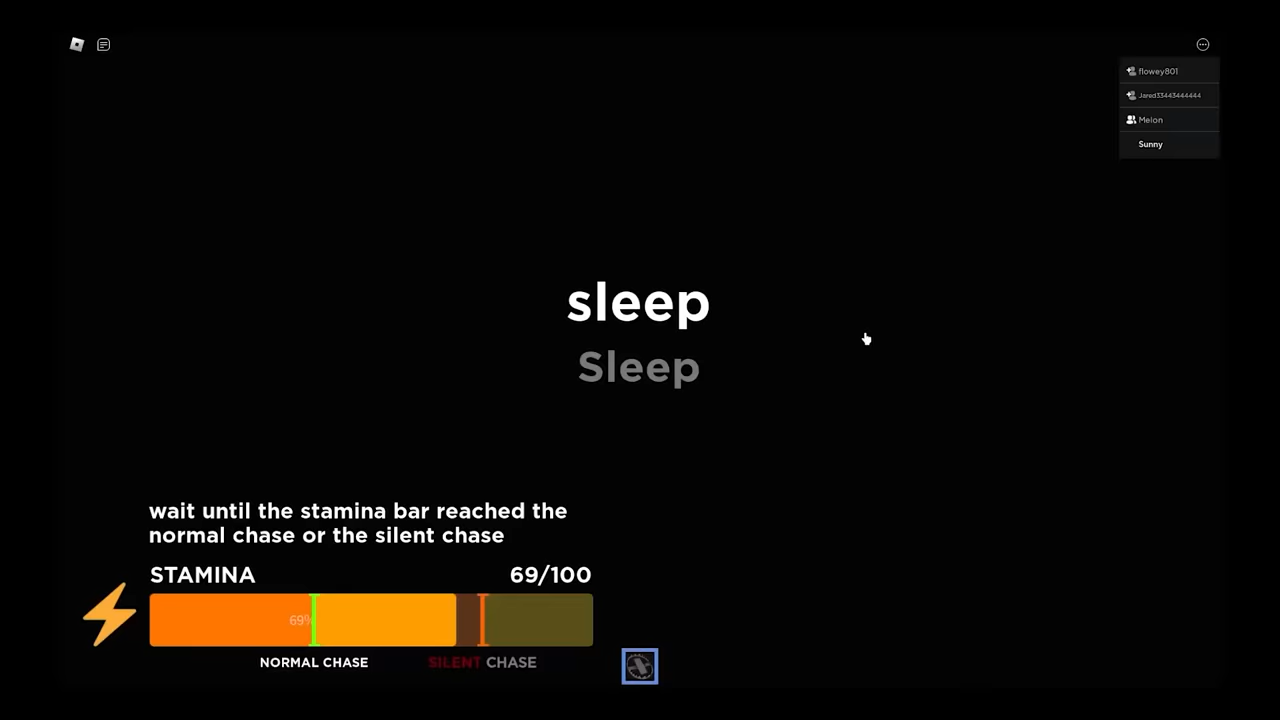 flowey801
Jared33443444444
Melon
Sunny
sleep
Sleep
wait until the stamina bar reached the
normal chase or the silent chase
STAMINA 69/100
69%
NORMAL CHASE SILENT CHASE